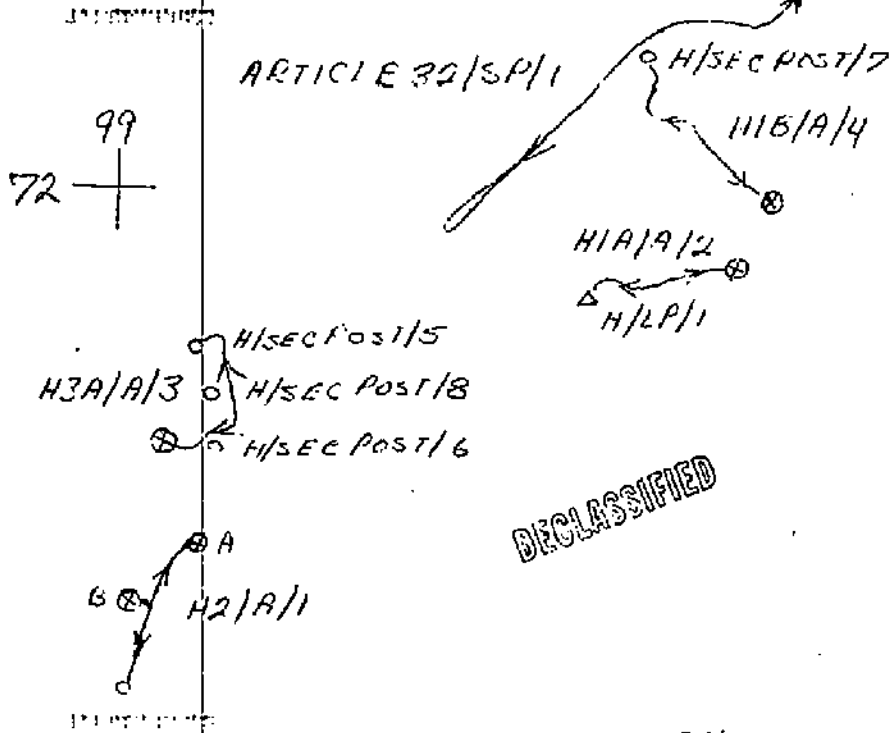 ARTICLE 32/SP/1
H/SEC POST/7
99
H1B/A/4
72
H1A/A/2
H/LP/1
H/SEC POST/5
H3A/A/3
H/SEC POST/8
H/SEC POST/6
DECLASSIFIED
A
B
H2/A/1